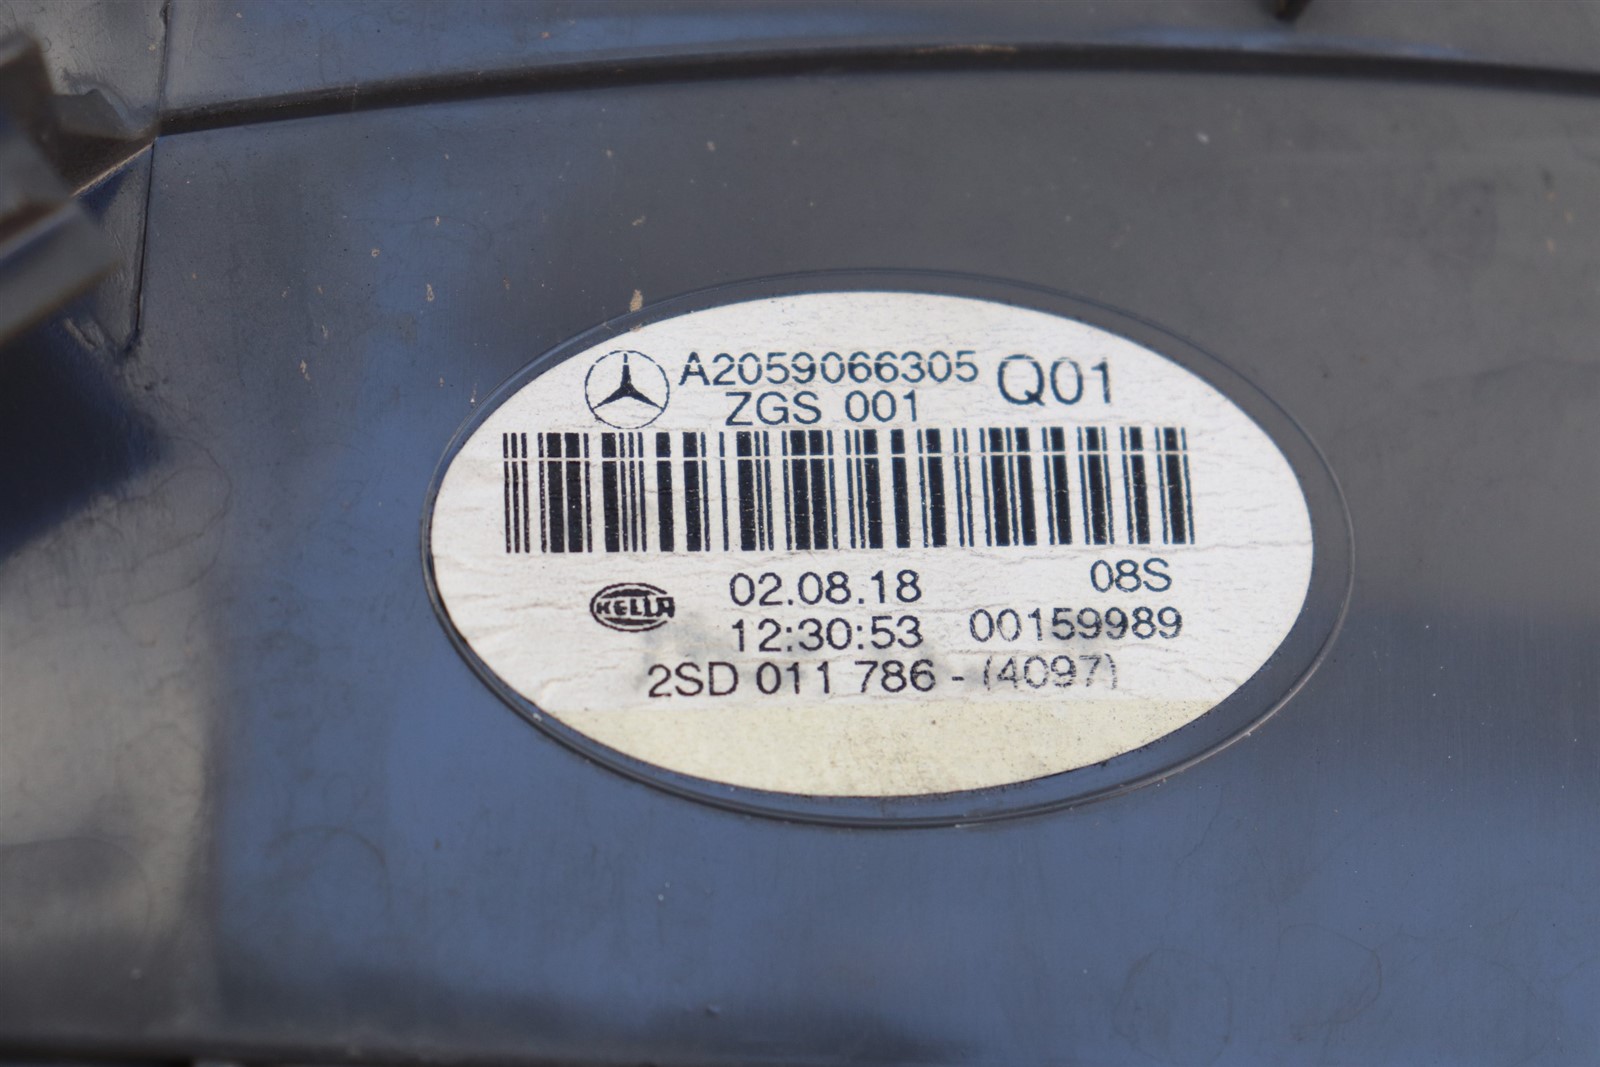 A2059066305 Q01
ZGS 001
02.08.18 08S
HELLA
12:30:53 00159989
2SD 011 786 - (4097)